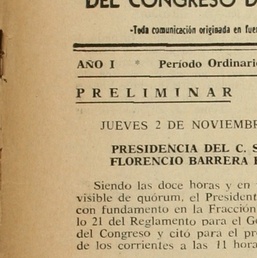 DEL CONGRESO D
-Toda comunicación originada en fuer
AÑO I Período Ordinario
PRELIMINAR
JUEVES 2 DE NOVIEMB
PRESIDENCIA DEL C. S
FLORENCIO BARRERA
Siendo las doce horas y en
visible de quórum, el President
con fundamento en la Fracción
lo 21 del Reglamento para el Go
del Congreso y citó para el pr
de los corrientes a las 11 hora